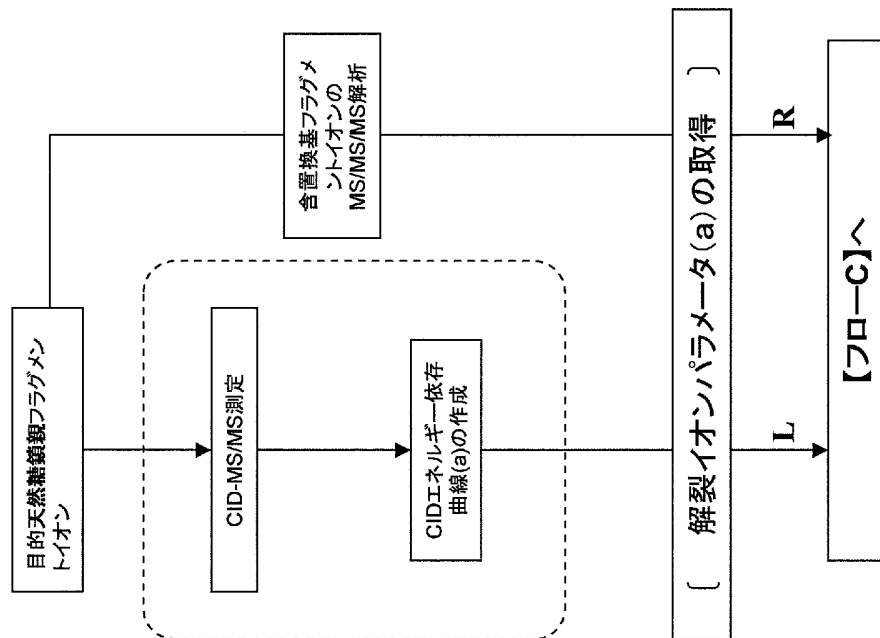 目的天然糖鎖親フラグメン
トイオン
CID-MS/MS測定
CIDエネルギー依存
曲線(a)の作成
含置換基フラグメ
ントイオンの
MS/MS/MS解析
〔 解裂イオンパラメータ(a)の取得 〕
L
R
【フローC】へ